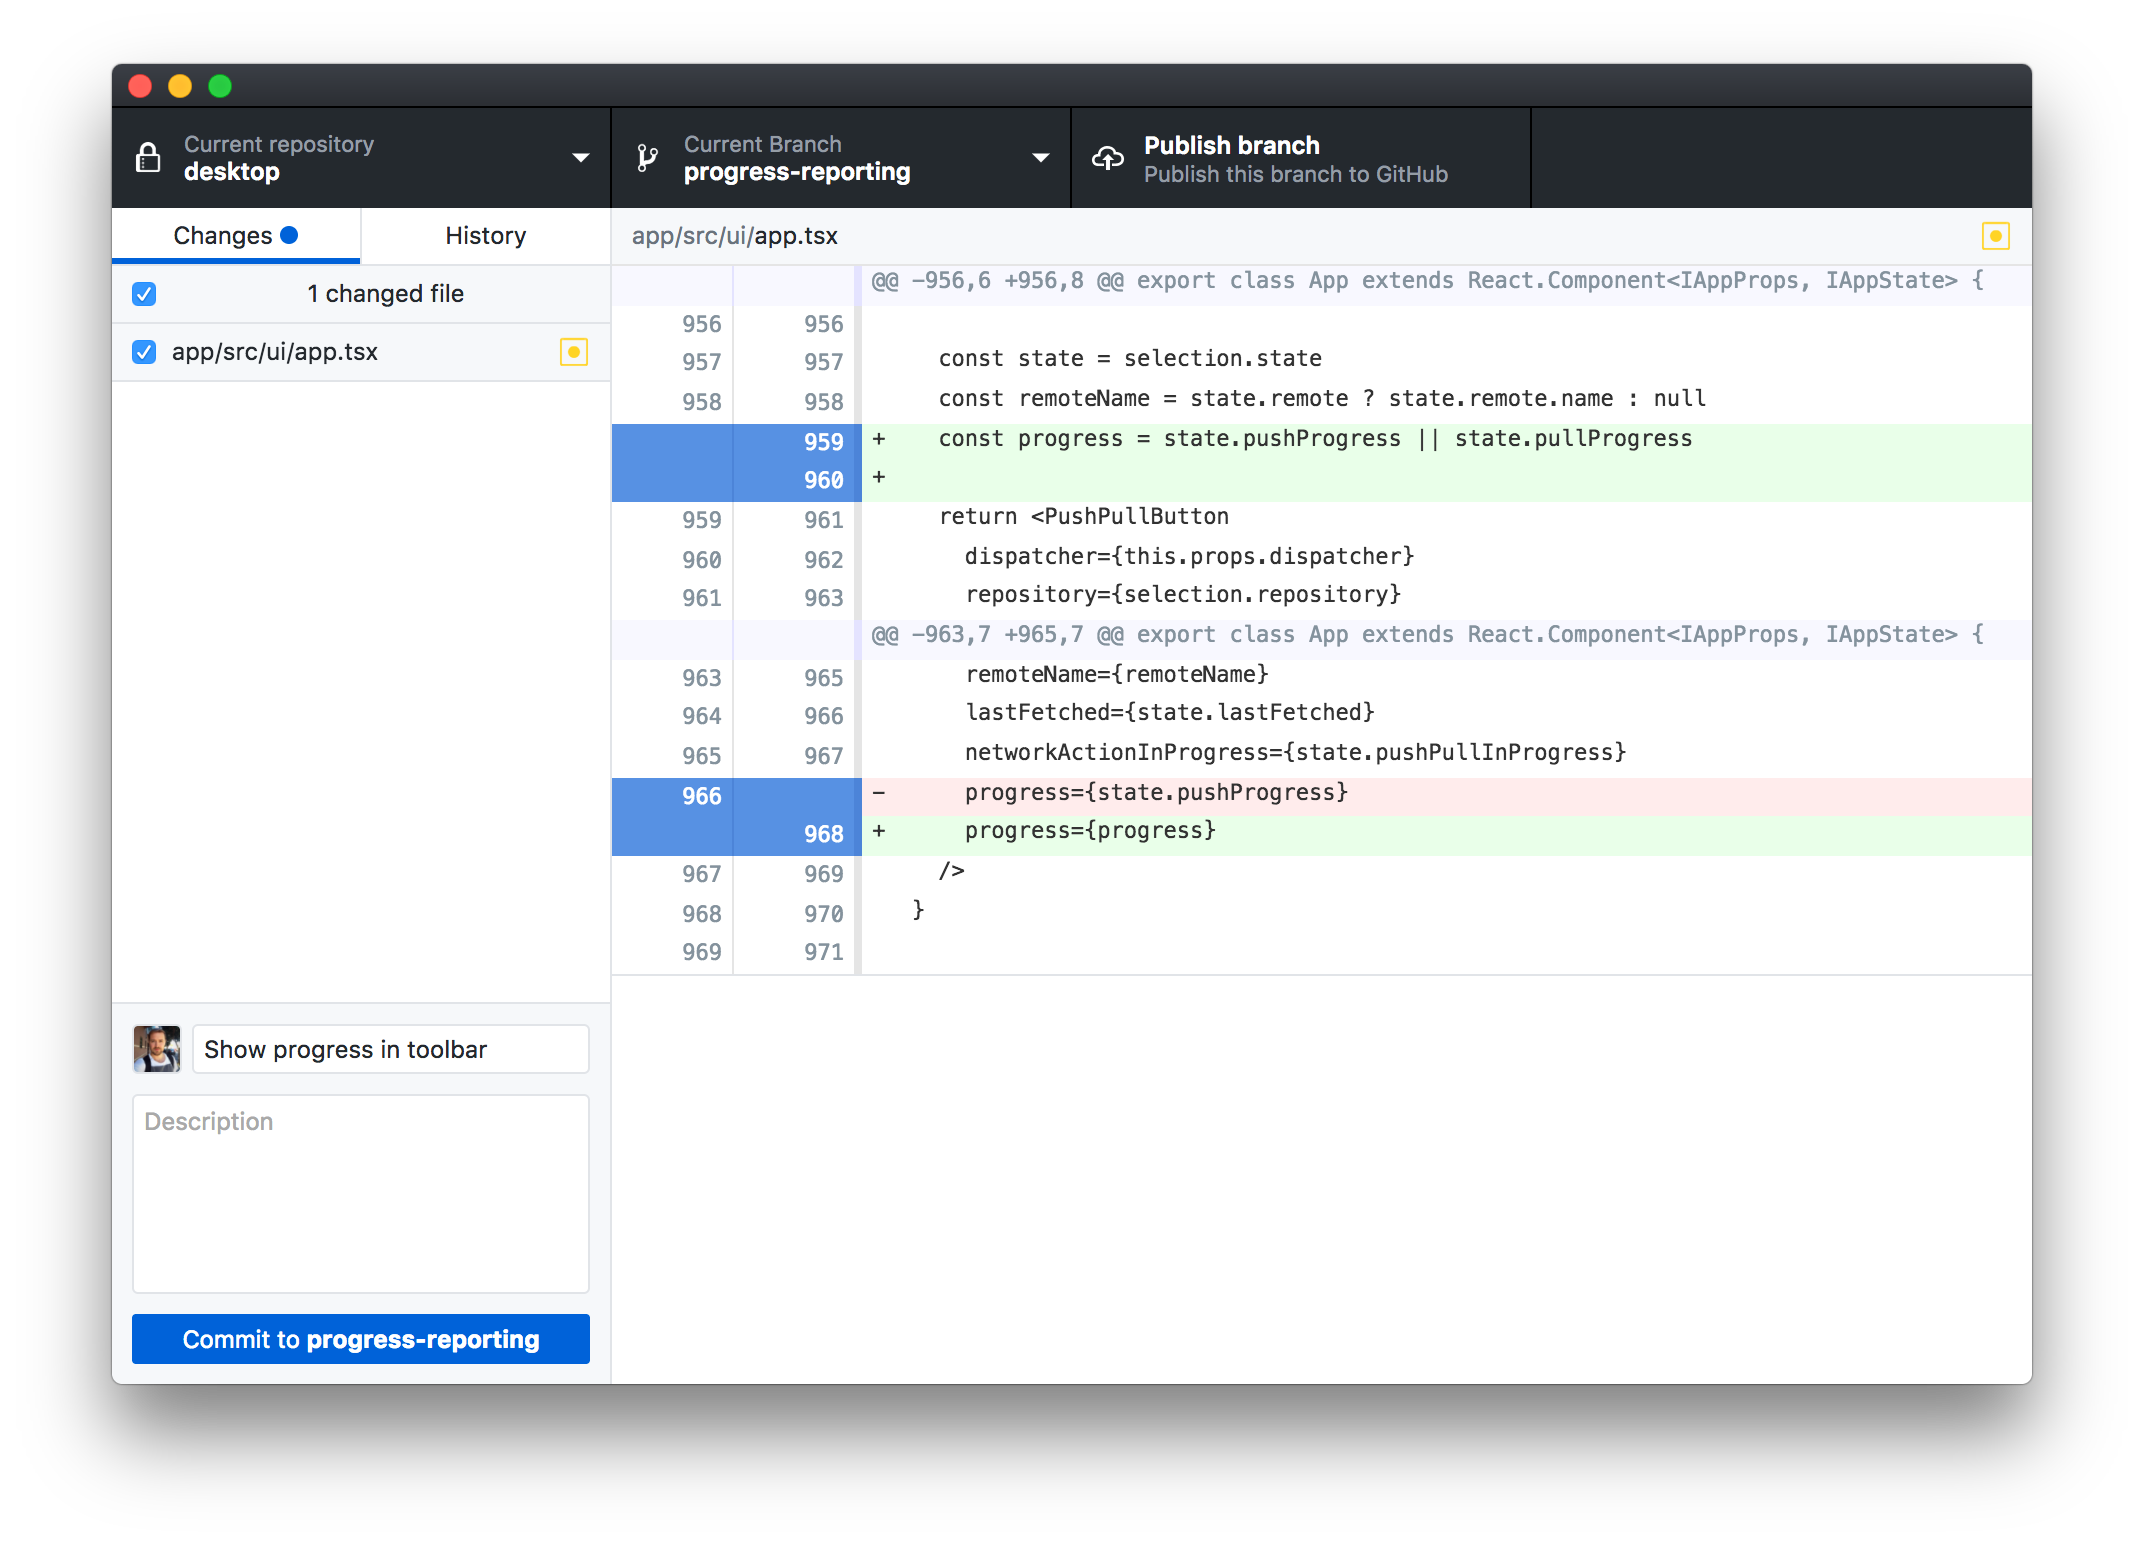 Current repository
desktop
Current Branch
progress-reporting
Publish branch
Publish this branch to GitHub
Changes
History
1 changed file
app/src/ui/app.tsx
app/src/ui/app.tsx
@@ -956,6 +956,8 @@ export class App extends React.Component<IAppProps, IAppState> {
956 956
957 957 const state = selection.state
958 958 const remoteName = state.remote ? state.remote.name : null
959 + const progress = state.pushProgress || state.pullProgress
960 +
959 961 return <PushPullButton
960 962 dispatcher={this.props.dispatcher}
961 963 repository={selection.repository}
@@ -963,7 +965,7 @@ export class App extends React.Component<IAppProps, IAppState> {
963 965 remoteName={remoteName}
964 966 lastFetched={state.lastFetched}
965 967 networkActionInProgress={state.pushPullInProgress}
966 - progress={state.pushProgress}
968 + progress={progress}
967 969 />
968 970 }
969 971
Show progress in toolbar
Description
Commit to progress-reporting